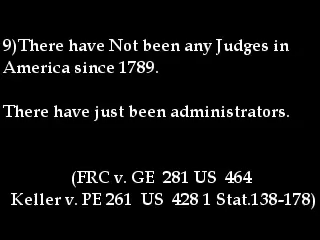 9)There have Not been any Judges in
America since 1789.
There have just been administrators.
(FRC v. GE 281 US 464
Keller v. PE 261 US 428 1 Stat.138-178)